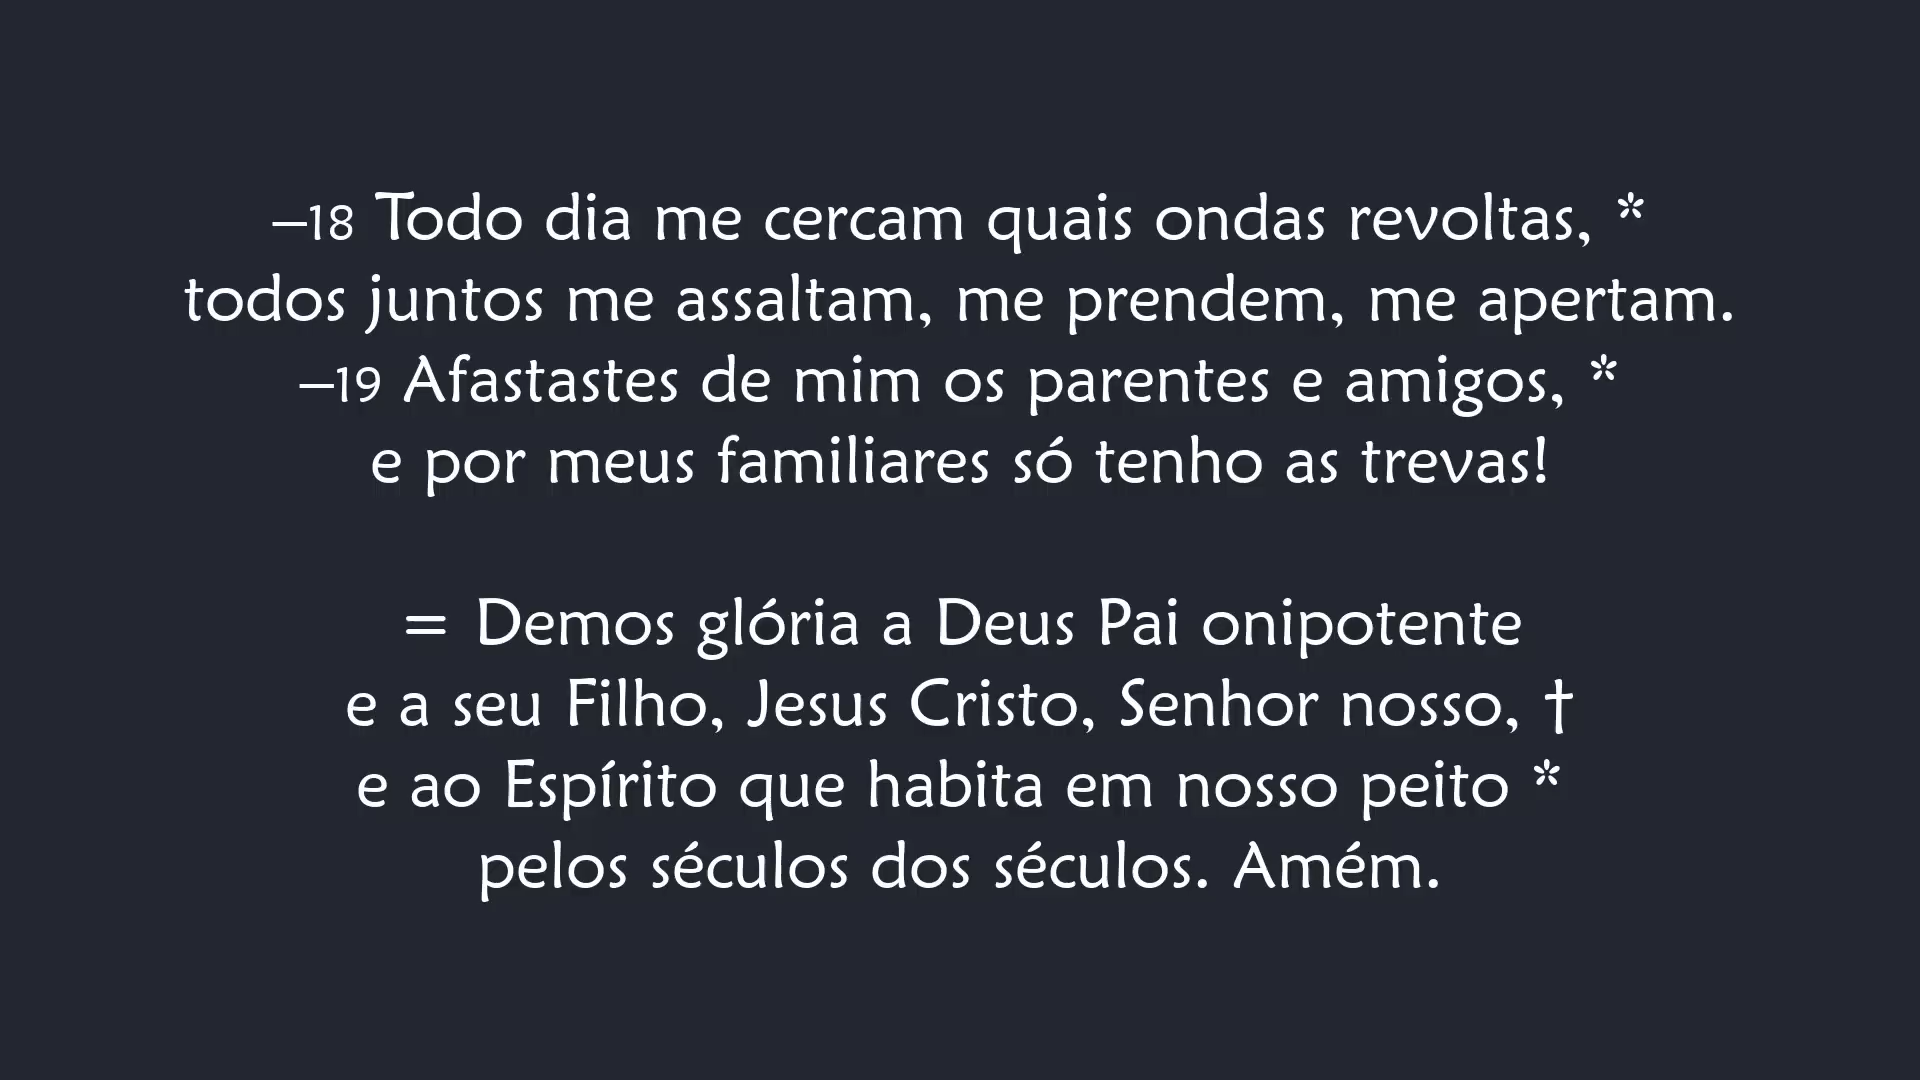 –18 Todo dia me cercam quais ondas revoltas, *
todos juntos me assaltam, me prendem, me apertam.
–19 Afastastes de mim os parentes e amigos, *
e por meus familiares só tenho as trevas!
= Demos glória a Deus Pai onipotente
e a seu Filho, Jesus Cristo, Senhor nosso, †
e ao Espírito que habita em nosso peito *
pelos séculos dos séculos. Amém.